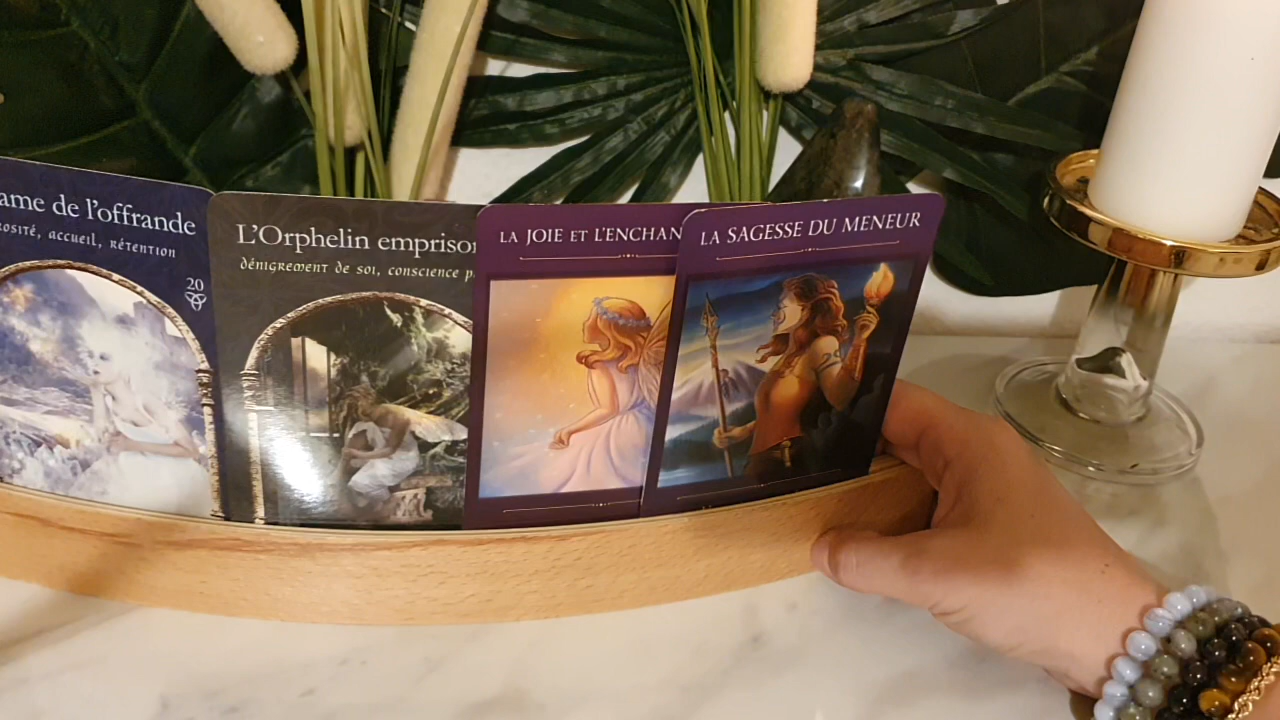 ame de l'offrande
rosité, accueil, rétention
20
L'Orphelin emprison
dénigrement de soi, conscience p
LA JOIE ET L'ENCHAN
LA SAGESSE DU MENEUR